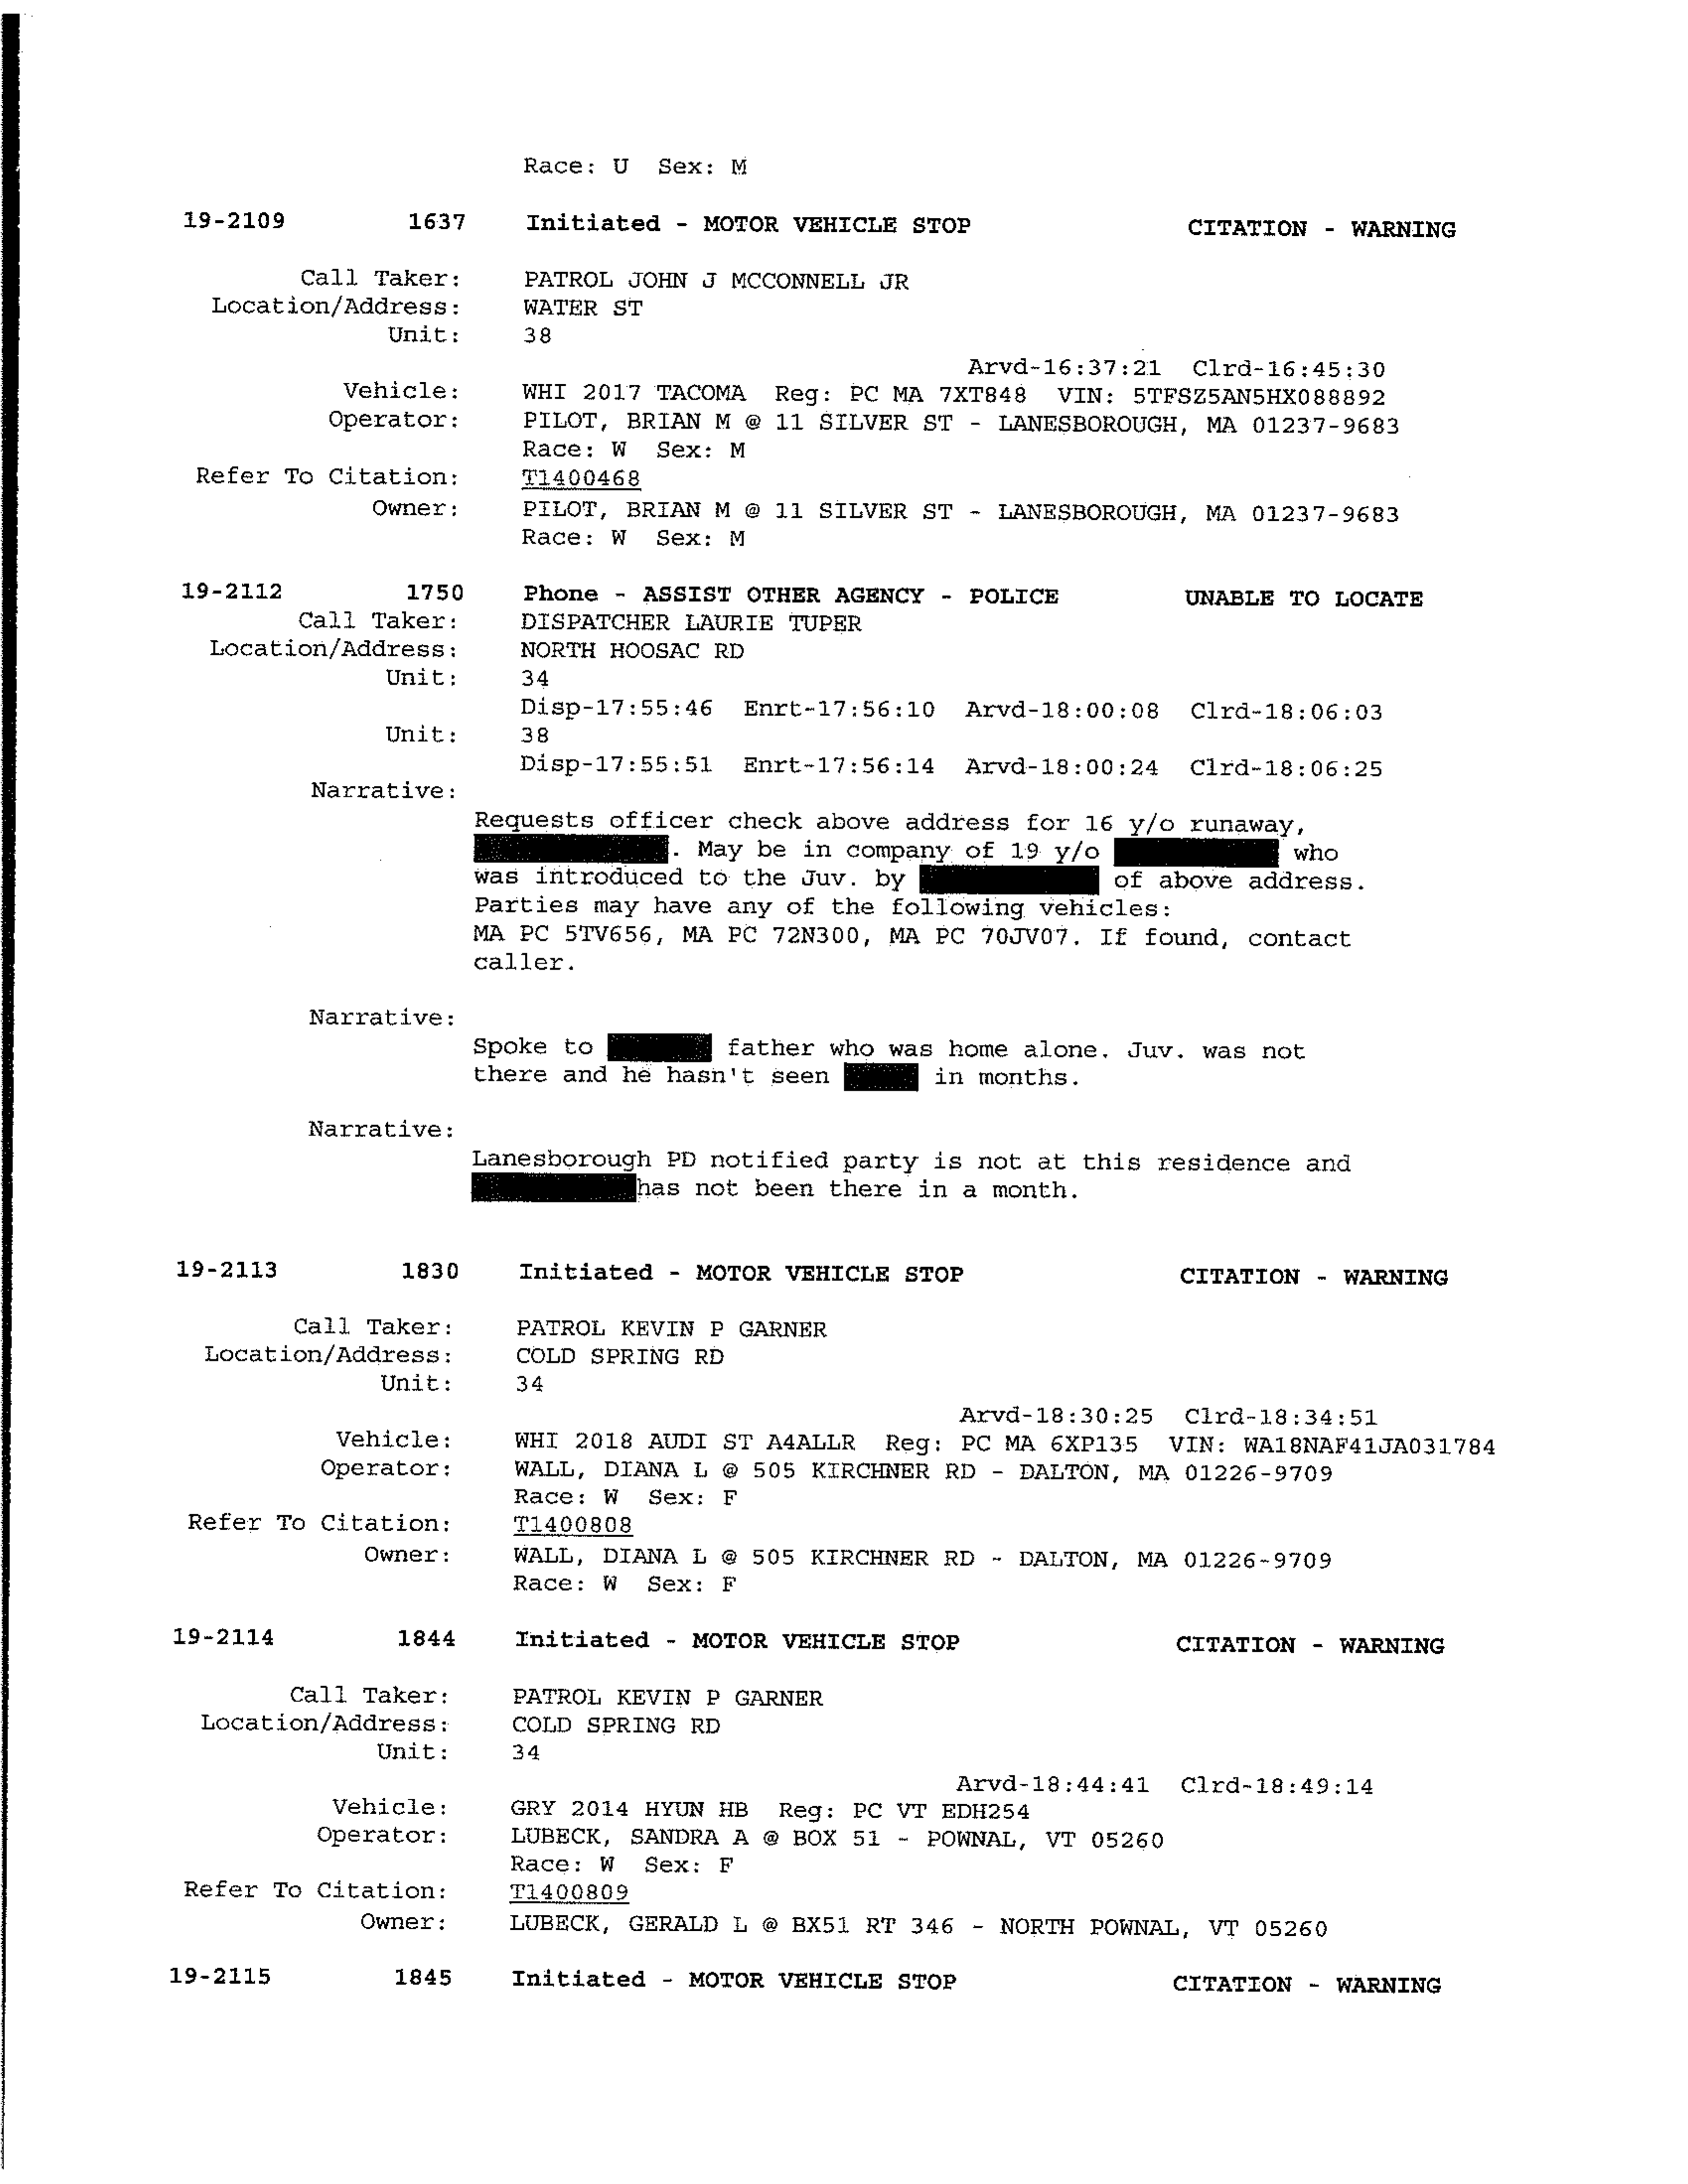 Race: U Sex: M
19-2109 1637 Initiated - MOTOR VEHICLE STOP CITATION - WARNING
Call Taker: PATROL JOHN J MCCONNELL JR
Location/Address: WATER ST
Unit: 38
Arvd-16:37:21 Clrd-16:45:30
Vehicle: WHI 2017 TACOMA Reg: PC MA 7XT848 VIN: 5TFSZ5AN5HX088892
Operator: PILOT, BRIAN M @ 11 SILVER ST - LANESBOROUGH, MA 01237-9683
Race: W Sex: M
Refer To Citation: T1400468
Owner: PILOT, BRIAN M @ 11 SILVER ST - LANESBOROUGH, MA 01237-9683
Race: W Sex: M
19-2112 1750 Phone - ASSIST OTHER AGENCY - POLICE UNABLE TO LOCATE
Call Taker: DISPATCHER LAURIE TUPER
Location/Address: NORTH HOOSAC RD
Unit: 34
Disp-17:55:46 Enrt-17:56:10 Arvd-18:00:08 Clrd-18:06:03
Unit: 38
Disp-17:55:51 Enrt-17:56:14 Arvd-18:00:24 Clrd-18:06:25
Narrative:
Requests officer check above address for 16 y/o runaway,
. May be in company of 19 y/o who
was introduced to the Juv. by of above address.
Parties may have any of the following vehicles:
MA PC 5TV656, MA PC 72N300, MA PC 70JV07. If found, contact
caller.
Narrative:
Spoke to father who was home alone. Juv. was not
there and he hasn't seen in months.
Narrative:
Lanesborough PD notified party is not at this residence and
has not been there in a month.
19-2113 1830 Initiated - MOTOR VEHICLE STOP CITATION - WARNING
Call Taker: PATROL KEVIN P GARNER
Location/Address: COLD SPRING RD
Unit: 34
Arvd-18:30:25 Clrd-18:34:51
Vehicle: WHI 2018 AUDI ST A4ALLR Reg: PC MA 6XP135 VIN: WA18NAF41JA031784
Operator: WALL, DIANA L @ 505 KIRCHNER RD - DALTON, MA 01226-9709
Race: W Sex: F
Refer To Citation: T1400808
Owner: WALL, DIANA L @ 505 KIRCHNER RD - DALTON, MA 01226-9709
Race: W Sex: F
19-2114 1844 Initiated - MOTOR VEHICLE STOP CITATION - WARNING
Call Taker: PATROL KEVIN P GARNER
Location/Address: COLD SPRING RD
Unit: 34
Arvd-18:44:41 Clrd-18:49:14
Vehicle: GRY 2014 HYUN HB Reg: PC VT EDH254
Operator: LUBECK, SANDRA A @ BOX 51 - POWNAL, VT 05260
Race: W Sex: F
Refer To Citation: T1400809
Owner: LUBECK, GERALD L @ BX51 RT 346 - NORTH POWNAL, VT 05260
19-2115 1845 Initiated - MOTOR VEHICLE STOP CITATION - WARNING